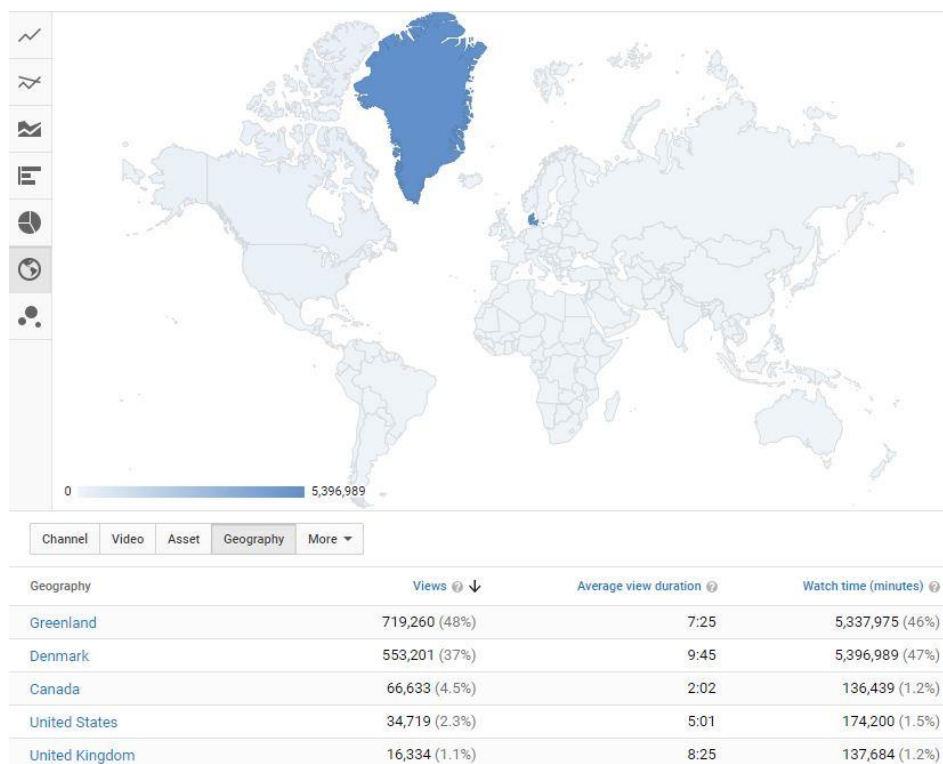 0 5,396,989
Channel Video Asset Geography More
Geography Views Average view duration Watch time (minutes)
Greenland 719,260 (48%) 7:25 5,337,975 (46%)
Denmark 553,201 (37%) 9:45 5,396,989 (47%)
Canada 66,633 (4.5%) 2:02 136,439 (1.2%)
United States 34,719 (2.3%) 5:01 174,200 (1.5%)
United Kingdom 16,334 (1.1%) 8:25 137,684 (1.2%)